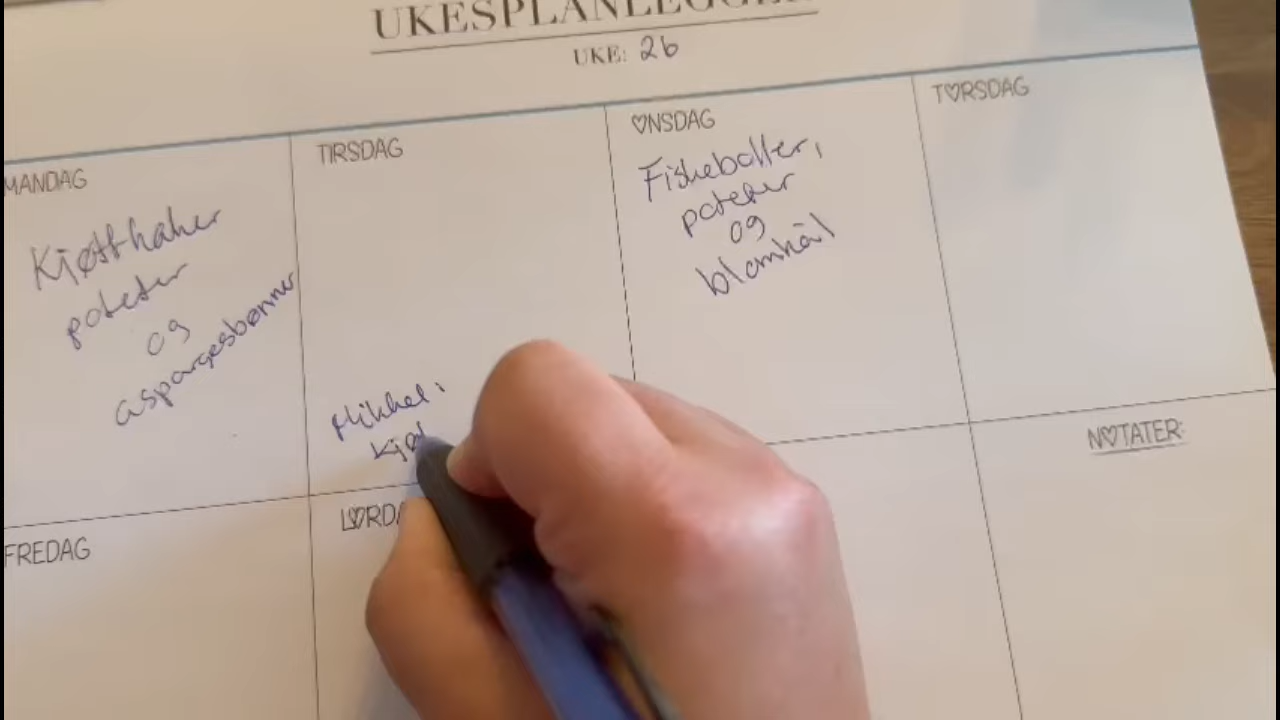 UKESPLANLEGGER
UKE: 26
MANDAG
Kjøttkaker
poteter
og
aspargesbønner
TIRSDAG
Mikkel:
kjø
ONSDAG
Fiskeboller,
poteter
og
blomkål
TORSDAG
FREDAG
LØRDA
NOTATER: